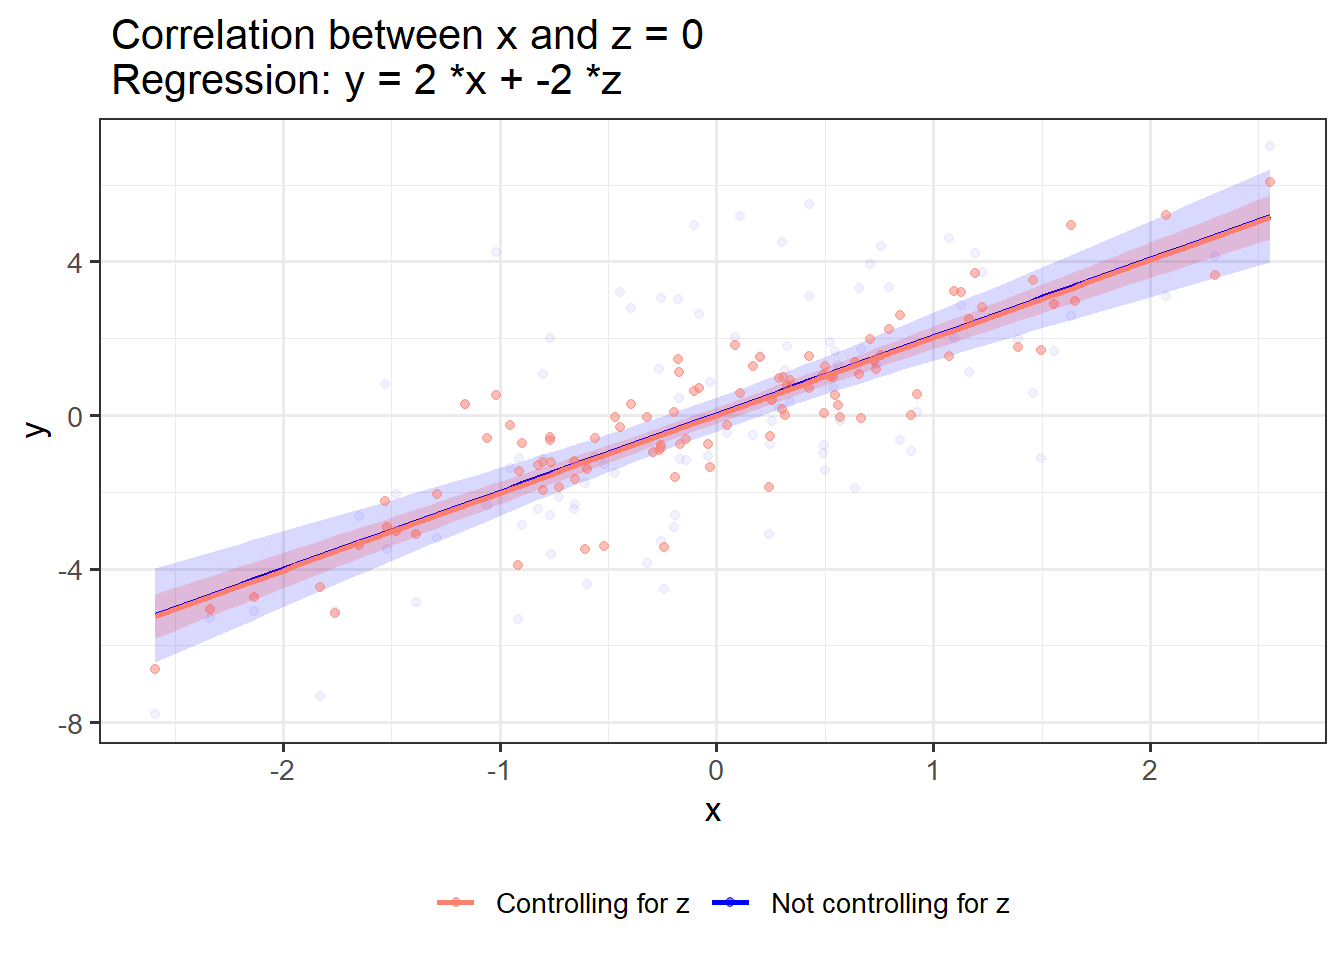 Correlation between x and z = 0
Regression: y = 2 *x + -2 *z
y
4
0
-4
-8
-2
-1
0
1
2
x
Controlling for z
Not controlling for z